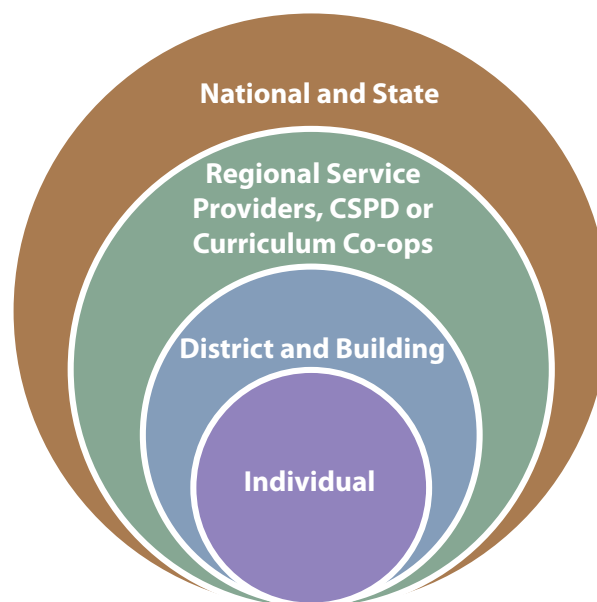 National and State
Regional Service
Providers, CSPD or
Curriculum Co-ops
District and Building
Individual